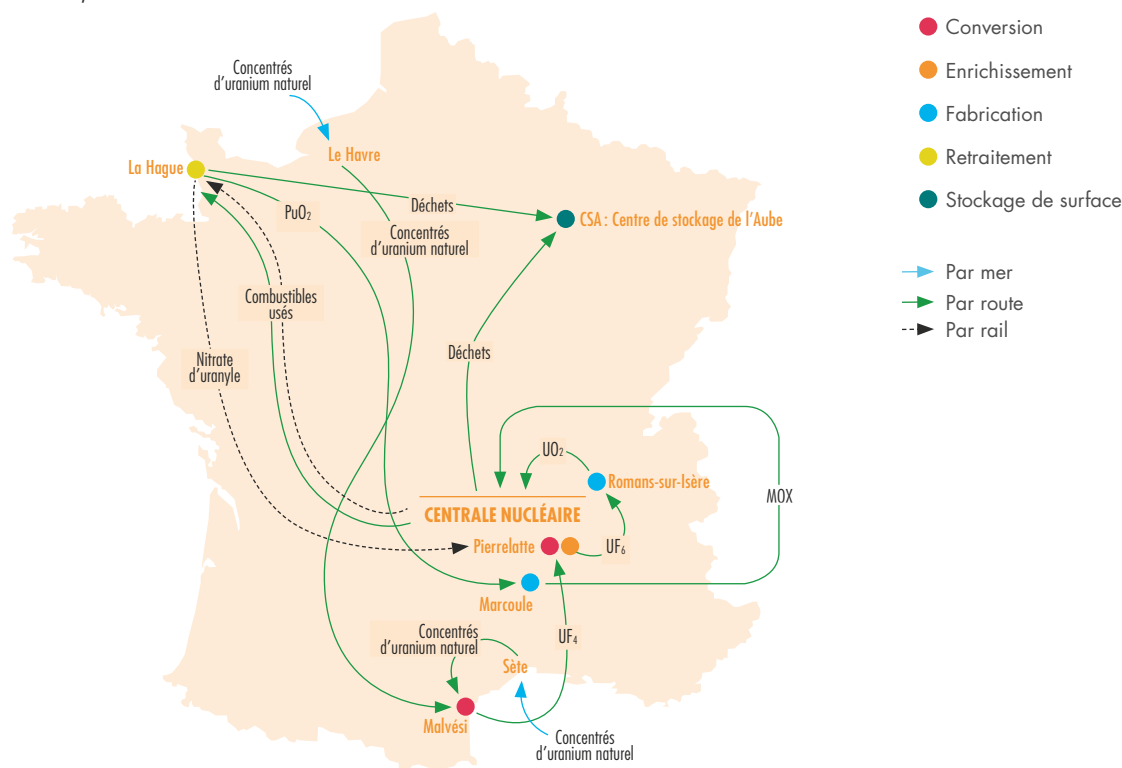 Concentrés
d'uranium naturel
Le Havre
La Hague
PuO₂
Déchets
Concentrés
d'uranium naturel
CSA : Centre de stockage de l'Aube
Combustibles
usés
Nitrate
d'uranyle
Déchets
UO₂
Romans-sur-Isère
MOX
CENTRALE NUCLÉAIRE
Pierrelatte
UF₆
Marcoule
UF₄
Concentrés
d'uranium naturel
Sète
Malvési
Concentrés
d'uranium naturel
Conversion
Enrichissement
Fabrication
Retraitement
Stockage de surface
Par mer
Par route
Par rail